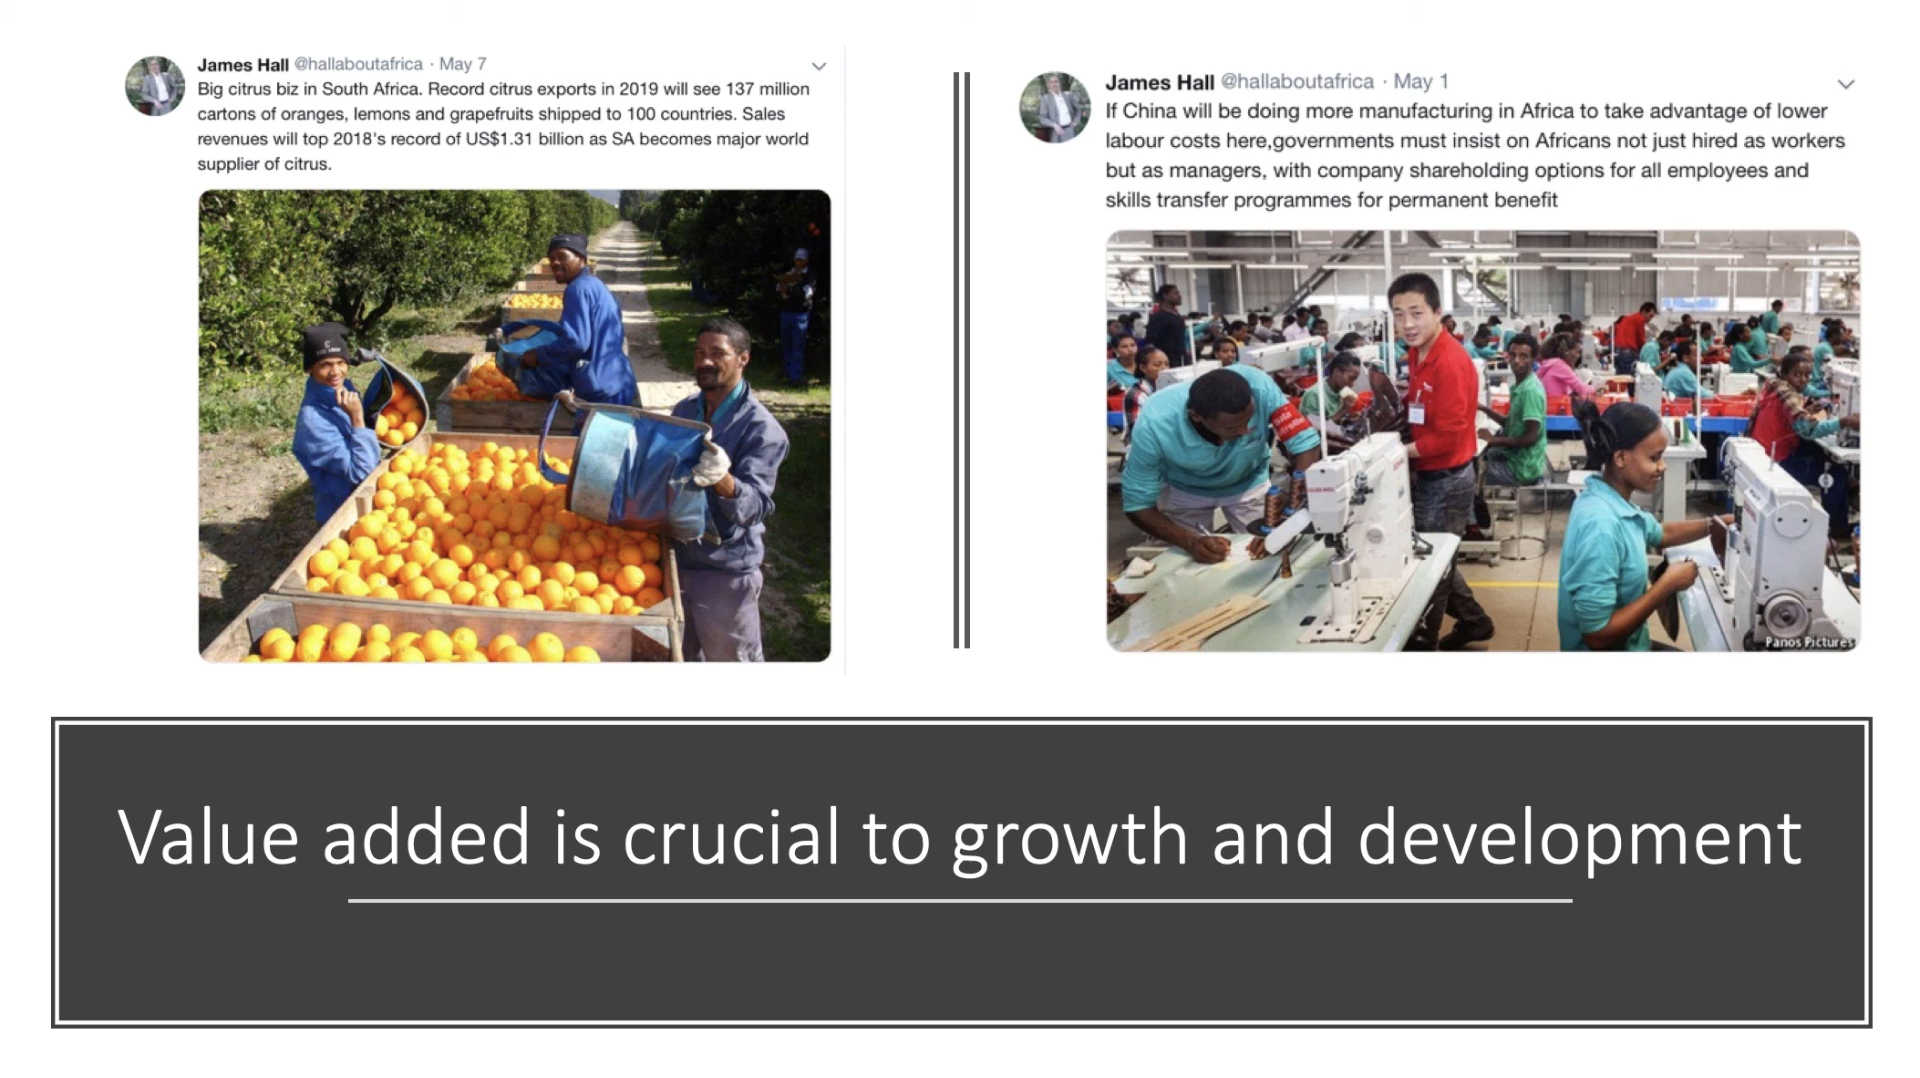 James Hall @hallaboutafrica · May 7
Big citrus biz in South Africa. Record citrus exports in 2019 will see 137 million
cartons of oranges, lemons and grapefruits shipped to 100 countries. Sales
revenues will top 2018's record of US$1.31 billion as SA becomes major world
supplier of citrus.
James Hall @hallaboutafrica · May 1
If China will be doing more manufacturing in Africa to take advantage of lower
labour costs here,governments must insist on Africans not just hired as workers
but as managers, with company shareholding options for all employees and
skills transfer programmes for permanent benefit
Panos Pictures
Value added is crucial to growth and development